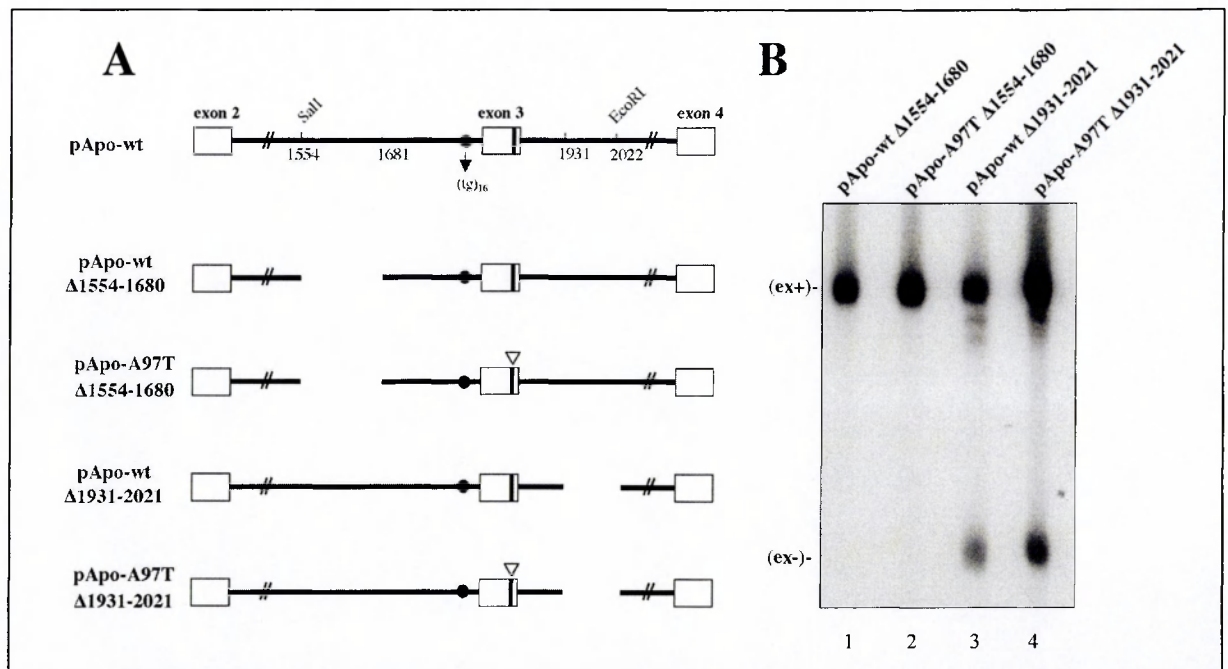 A
exon 2
SalI
exon 3
EcoRI
exon 4
pApo-wt
1554
1681
1931
2022
(tg)16
pApo-wt
Δ1554-1680
pApo-A97T
Δ1554-1680
pApo-wt
Δ1931-2021
pApo-A97T
Δ1931-2021
B
pApo-wt Δ1554-1680
pApo-A97T Δ1554-1680
pApo-wt Δ1931-2021
pApo-A97T Δ1931-2021
(ex+)-
(ex-)-
1 2 3 4